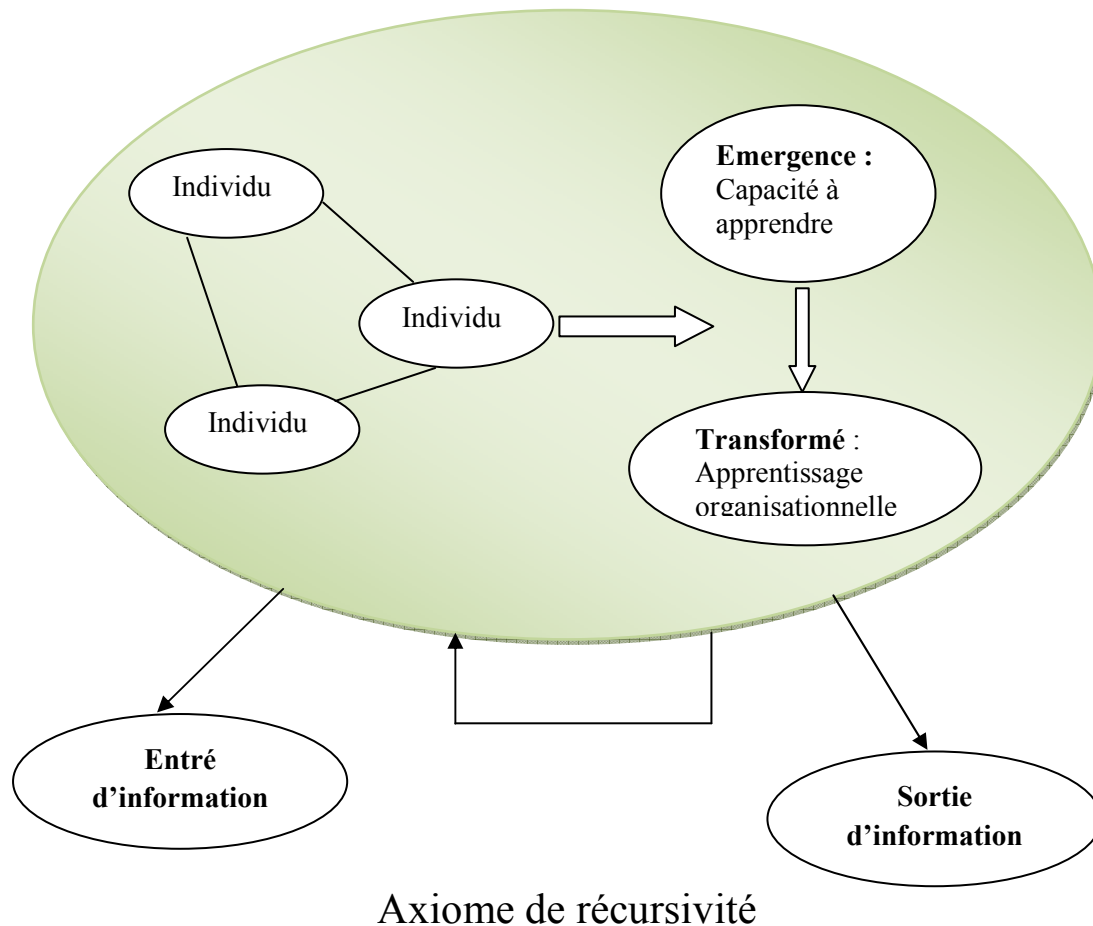 Individu
Individu
Individu
Emergence :
Capacité à
apprendre
Transformé :
Apprentissage
organisationnelle
Entré
d’information
Sortie
d’information
Axiome de récursivité